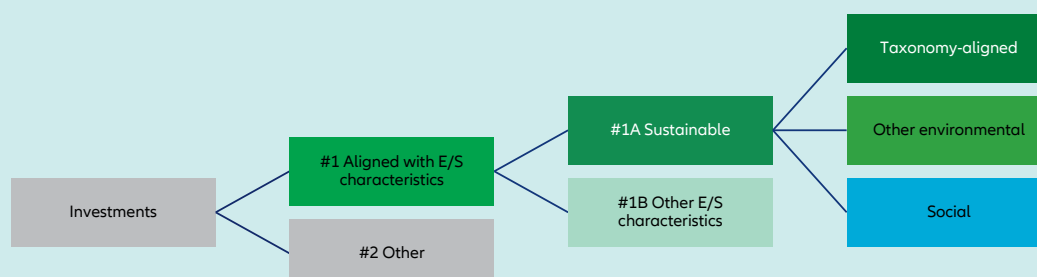 Investments
#1 Aligned with E/S
characteristics
#2 Other
#1A Sustainable
#1B Other E/S
characteristics
Taxonomy-aligned
Other environmental
Social